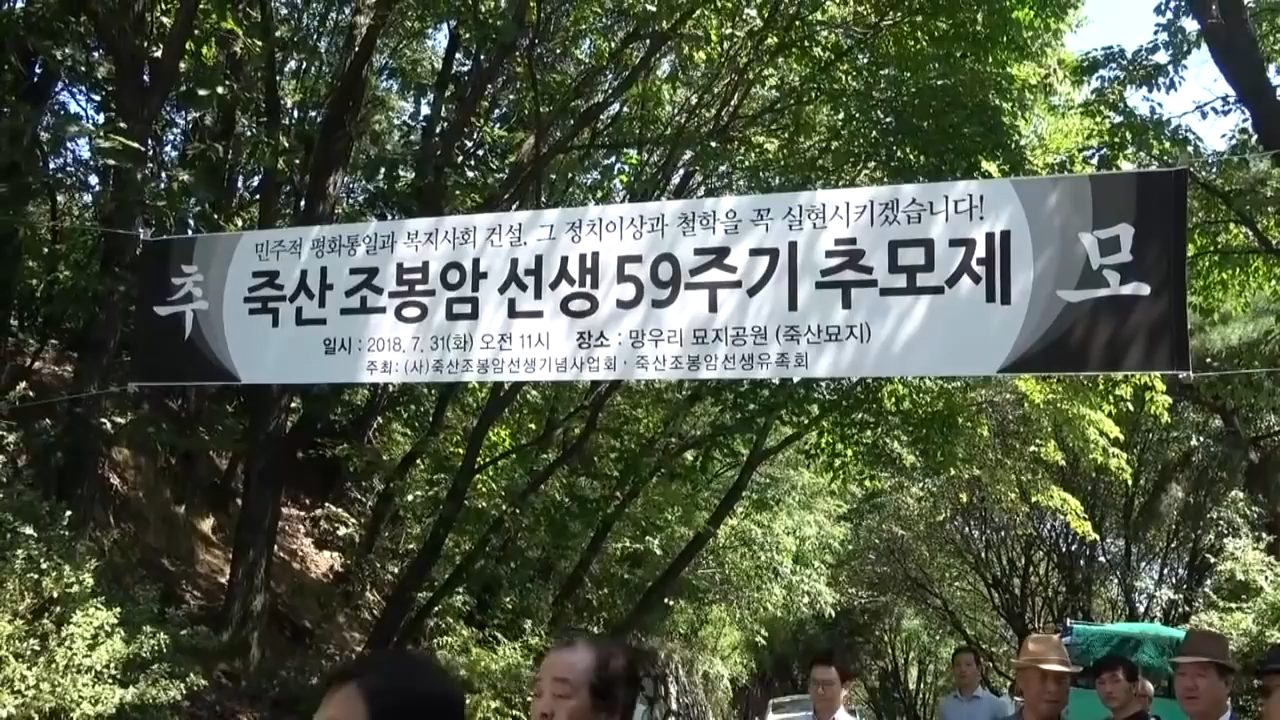 추 모
민주적 평화통일과 복지사회 건설, 그 정치이상과 철학을 꼭 실현시키겠습니다!
죽산 조봉암 선생 59주기 추모제
일시 : 2018. 7. 31(화) 오전 11시 장소 : 망우리 묘지공원 (죽산묘지)
주최: (사)죽산조봉암선생기념사업회 · 죽산조봉암선생유족회